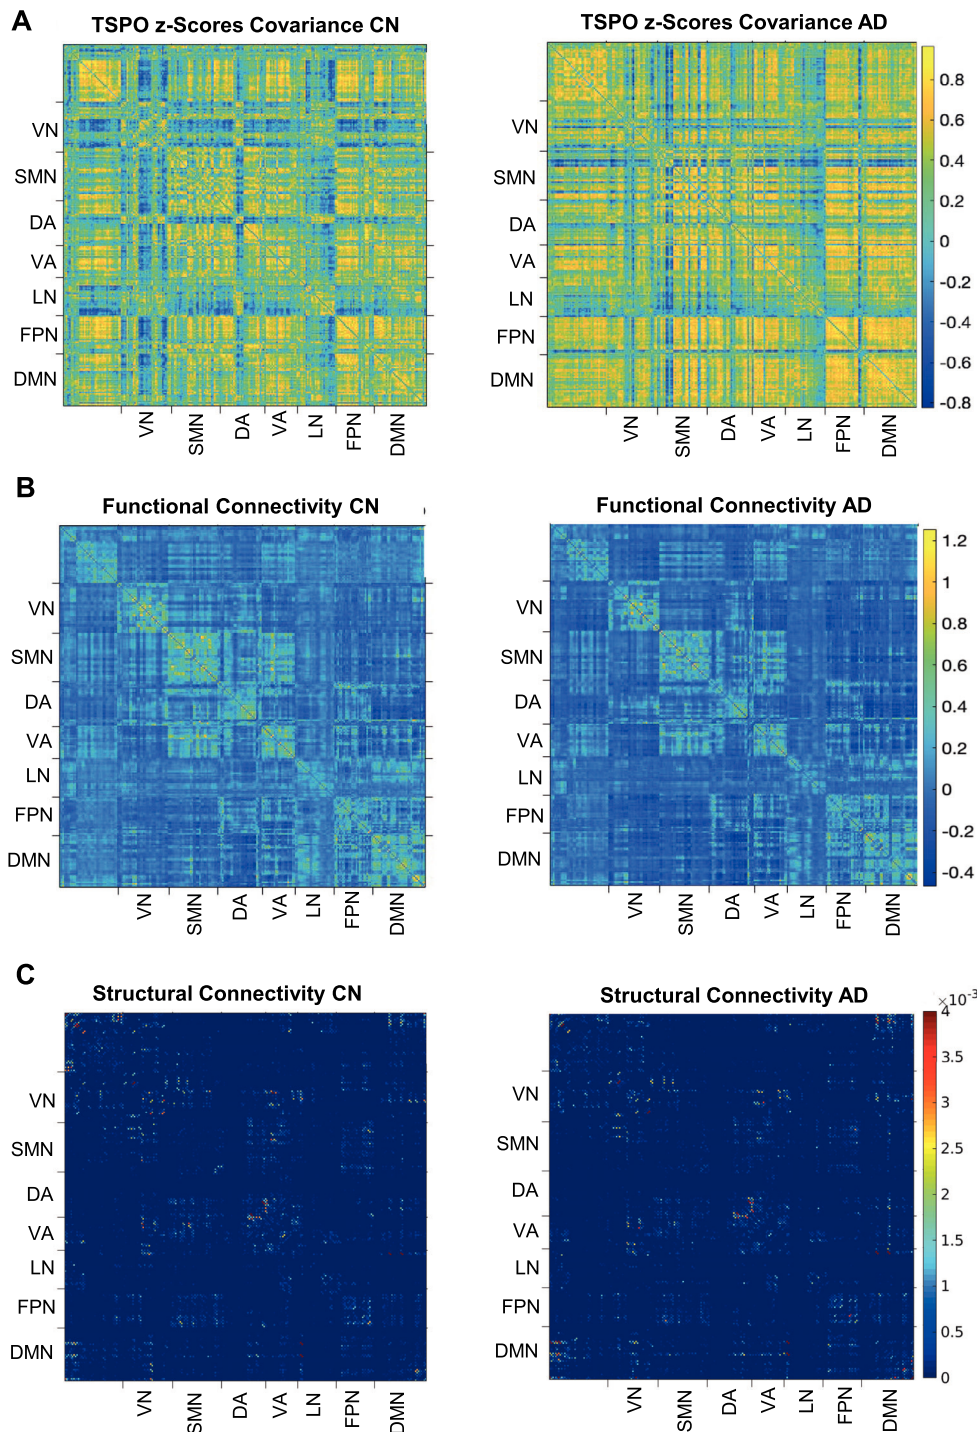 A
TSPO z-Scores Covariance CN
TSPO z-Scores Covariance AD
VN
SMN
DA
VA
LN
FPN
DMN
VN
SMN
DA
VA
LN
FPN
DMN
VN
SMN
DA
VA
LN
FPN
DMN
VN
SMN
DA
VA
LN
FPN
DMN
0.8
0.6
0.4
0.2
0
-0.2
-0.4
-0.6
-0.8
B
Functional Connectivity CN
Functional Connectivity AD
VN
SMN
DA
VA
LN
FPN
DMN
VN
SMN
DA
VA
LN
FPN
DMN
VN
SMN
DA
VA
LN
FPN
DMN
VN
SMN
DA
VA
LN
FPN
DMN
1.2
1
0.8
0.6
0.4
0.2
0
-0.2
-0.4
C
Structural Connectivity CN
Structural Connectivity AD
VN
SMN
DA
VA
LN
FPN
DMN
VN
SMN
DA
VA
LN
FPN
DMN
VN
SMN
DA
VA
LN
FPN
DMN
VN
SMN
DA
VA
LN
FPN
DMN
×10⁻³
4
3.5
3
2.5
2
1.5
1
0.5
0